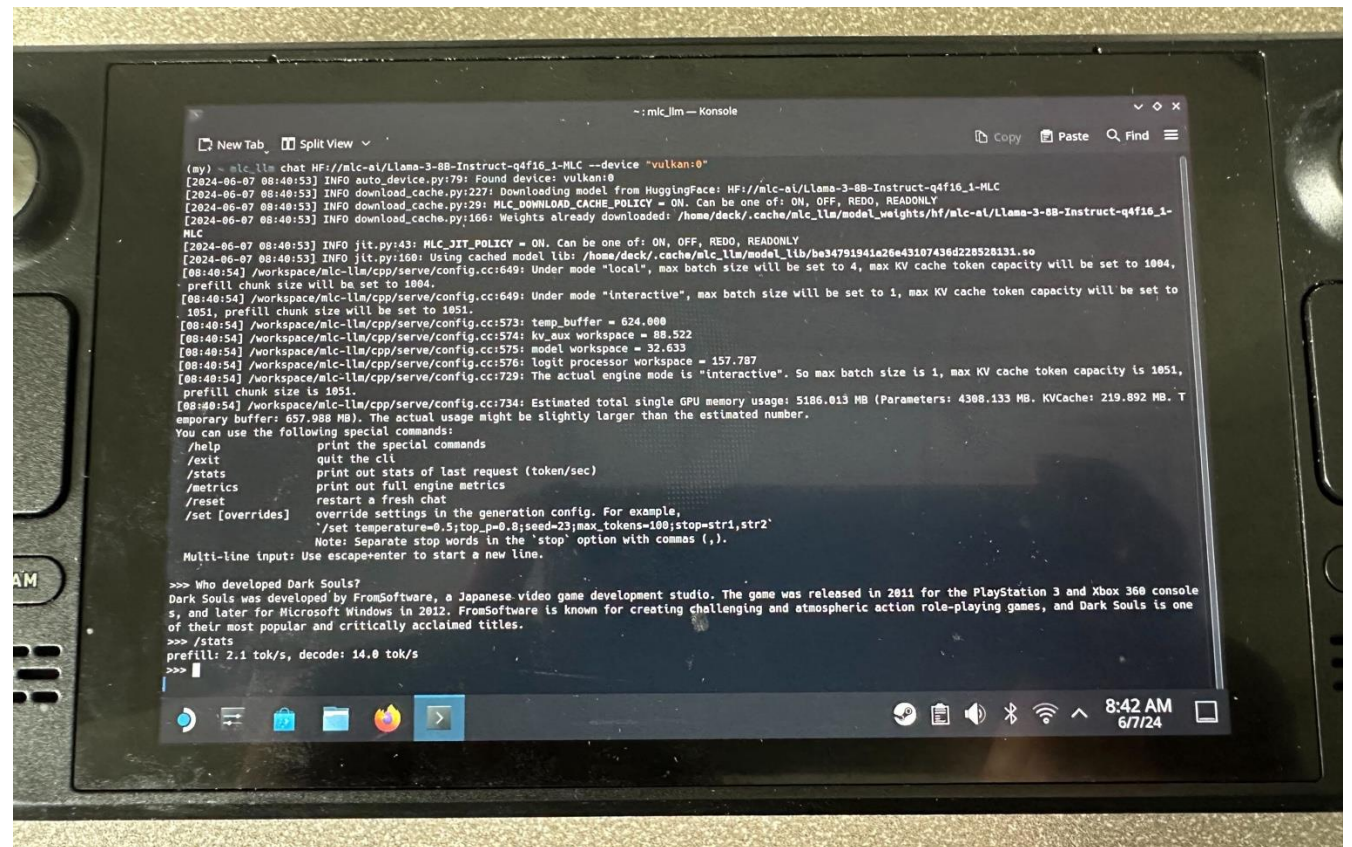 ~ : mlc_llm — Konsole
New Tab Split View Copy Paste Find
(my) ~ mlc_llm chat HF://mlc-ai/Llama-3-8B-Instruct-q4f16_1-MLC --device "vulkan:0"
[2024-06-07 08:40:53] INFO auto_device.py:79: Found device: vulkan:0
[2024-06-07 08:40:53] INFO download_cache.py:227: Downloading model from HuggingFace: HF://mlc-ai/Llama-3-8B-Instruct-q4f16_1-MLC
[2024-06-07 08:40:53] INFO download_cache.py:29: MLC_DOWNLOAD_CACHE_POLICY = ON. Can be one of: ON, OFF, REDO, READONLY
[2024-06-07 08:40:53] INFO download_cache.py:166: Weights already downloaded: /home/deck/.cache/mlc_llm/model_weights/hf/mlc-ai/Llama-3-8B-Instruct-q4f16_1-
MLC
[2024-06-07 08:40:53] INFO jit.py:43: MLC_JIT_POLICY = ON. Can be one of: ON, OFF, REDO, READONLY
[2024-06-07 08:40:53] INFO jit.py:160: Using cached model lib: /home/deck/.cache/mlc_llm/model_lib/be34791941a26e43107436d228528131.so
[08:40:54] /workspace/mlc-llm/cpp/serve/config.cc:649: Under mode "local", max batch size will be set to 4, max KV cache token capacity will be set to 1004,
prefill chunk size will be set to 1004.
[08:40:54] /workspace/mlc-llm/cpp/serve/config.cc:649: Under mode "interactive", max batch size will be set to 1, max KV cache token capacity will be set to
1051, prefill chunk size will be set to 1051.
[08:40:54] /workspace/mlc-llm/cpp/serve/config.cc:573: temp_buffer = 624.000
[08:40:54] /workspace/mlc-llm/cpp/serve/config.cc:574: kv_aux workspace = 88.522
[08:40:54] /workspace/mlc-llm/cpp/serve/config.cc:575: model workspace = 32.633
[08:40:54] /workspace/mlc-llm/cpp/serve/config.cc:576: logit processor workspace = 157.787
[08:40:54] /workspace/mlc-llm/cpp/serve/config.cc:729: The actual engine mode is "interactive". So max batch size is 1, max KV cache token capacity is 1051,
prefill chunk size is 1051.
[08:40:54] /workspace/mlc-llm/cpp/serve/config.cc:734: Estimated total single GPU memory usage: 5186.013 MB (Parameters: 4308.133 MB. KVCache: 219.892 MB. T
emporary buffer: 657.988 MB). The actual usage might be slightly larger than the estimated number.
You can use the following special commands:
/help print the special commands
/exit quit the cli
/stats print out stats of last request (token/sec)
/metrics print out full engine metrics
/reset restart a fresh chat
/set [overrides] override settings in the generation config. For example,
`/set temperature=0.5;top_p=0.8;seed=23;max_tokens=100;stop=str1,str2`
Note: Separate stop words in the `stop` option with commas (,).
Multi-line input: Use escape+enter to start a new line.
>>> Who developed Dark Souls?
Dark Souls was developed by FromSoftware, a Japanese video game development studio. The game was released in 2011 for the PlayStation 3 and Xbox 360 console
s, and later for Microsoft Windows in 2012. FromSoftware is known for creating challenging and atmospheric action role-playing games, and Dark Souls is one
of their most popular and critically acclaimed titles.
>>> /stats
prefill: 2.1 tok/s, decode: 14.0 tok/s
>>>
8:42 AM
6/7/24
AM